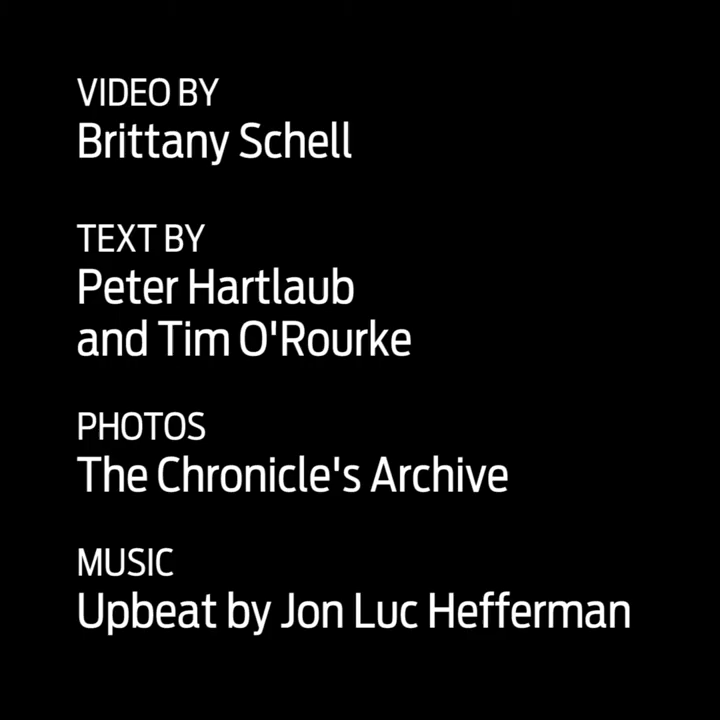 VIDEO BY
Brittany Schell
TEXT BY
Peter Hartlaub
and Tim O'Rourke
PHOTOS
The Chronicle's Archive
MUSIC
Upbeat by Jon Luc Hefferman